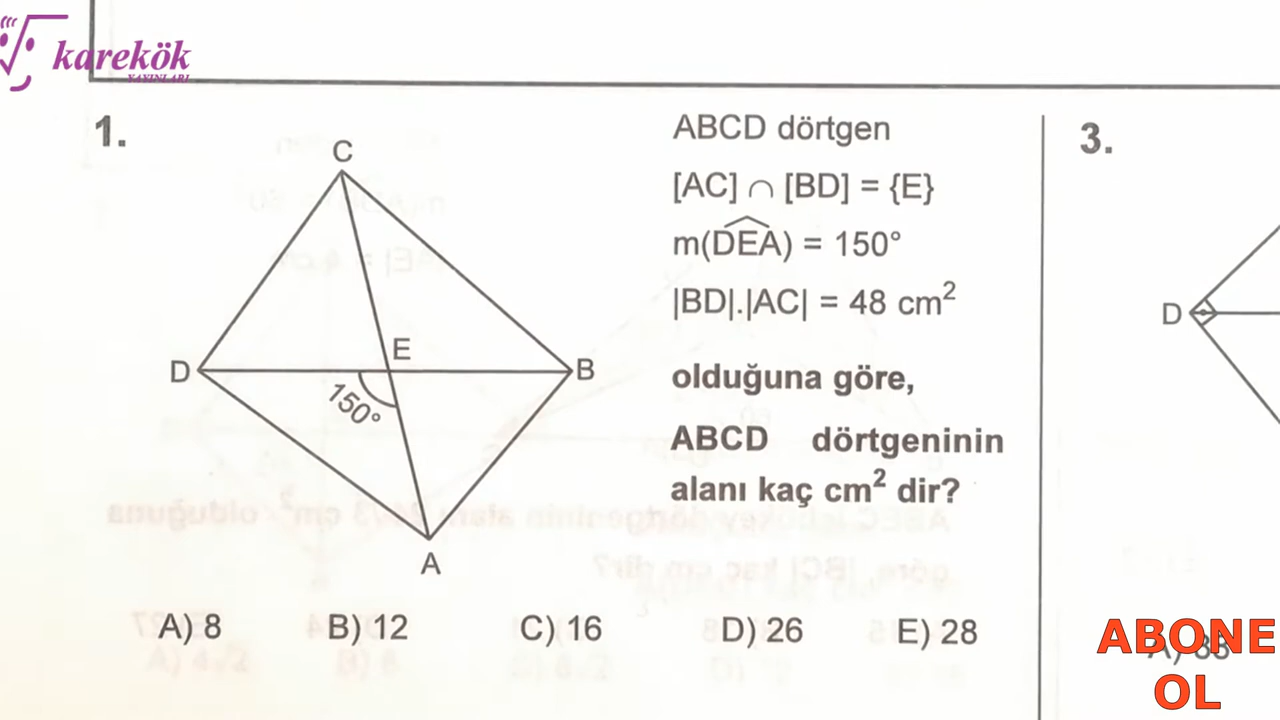 karekök
YAYINLARI
1.
C
D
E
B
150°
A
ABCD dörtgen
[AC] ∩ [BD] = {E}
m(DEA) = 150°
|BD|.|AC| = 48 cm²
olduğuna göre,
ABCD dörtgeninin
alanı kaç cm² dir?
A) 8 B) 12 C) 16 D) 26 E) 28
3.
D
ABONE
OL